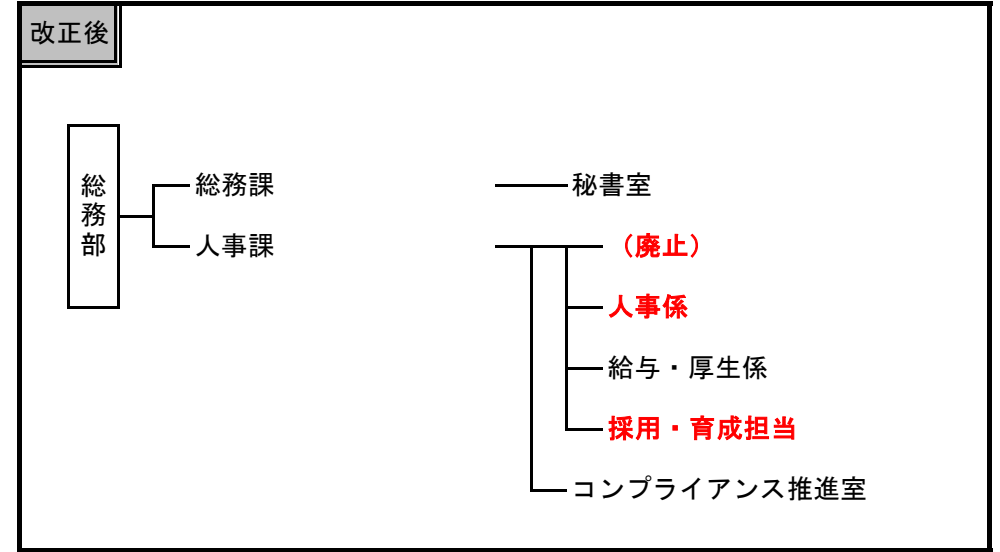 改正後
総務部
総務課
秘書室
人事課
（廃止）
人事係
給与・厚生係
採用・育成担当
コンプライアンス推進室